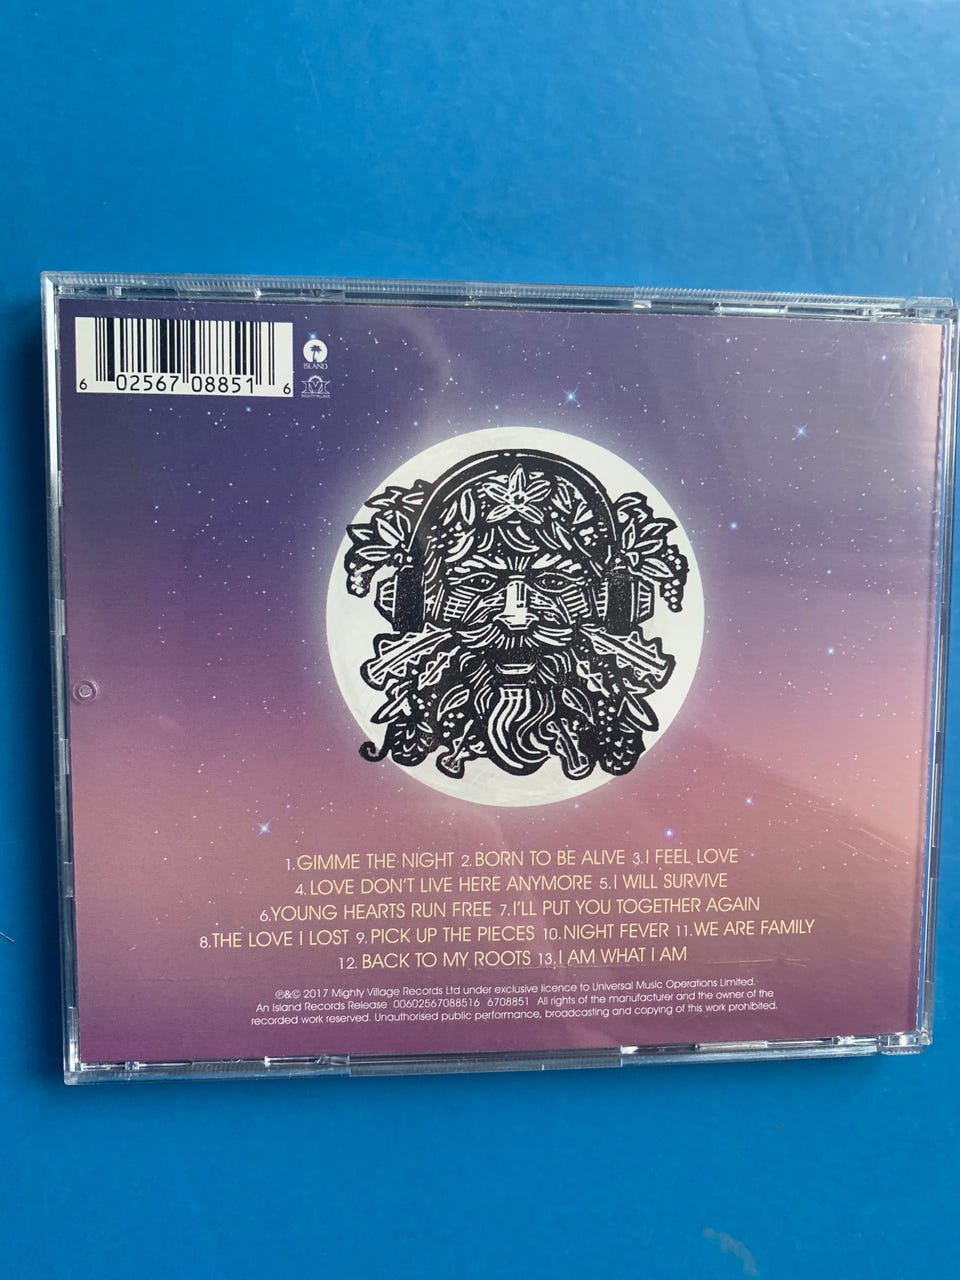 6 02567 08851 6
ISLAND
MIGHTY VILLAGE
1.GIMME THE NIGHT 2.BORN TO BE ALIVE 3.I FEEL LOVE
4.LOVE DON'T LIVE HERE ANYMORE 5.I WILL SURVIVE
6.YOUNG HEARTS RUN FREE 7.I'LL PUT YOU TOGETHER AGAIN
8.THE LOVE I LOST 9.PICK UP THE PIECES 10.NIGHT FEVER 11.WE ARE FAMILY
12. BACK TO MY ROOTS 13.I AM WHAT I AM
℗&© 2017 Mighty Village Records Ltd under exclusive licence to Universal Music Operations Limited.
An Island Records Release 00602567088516 6708851 All rights of the manufacturer and the owner of the
recorded work reserved. Unauthorised public performance, broadcasting and copying of this work prohibited.